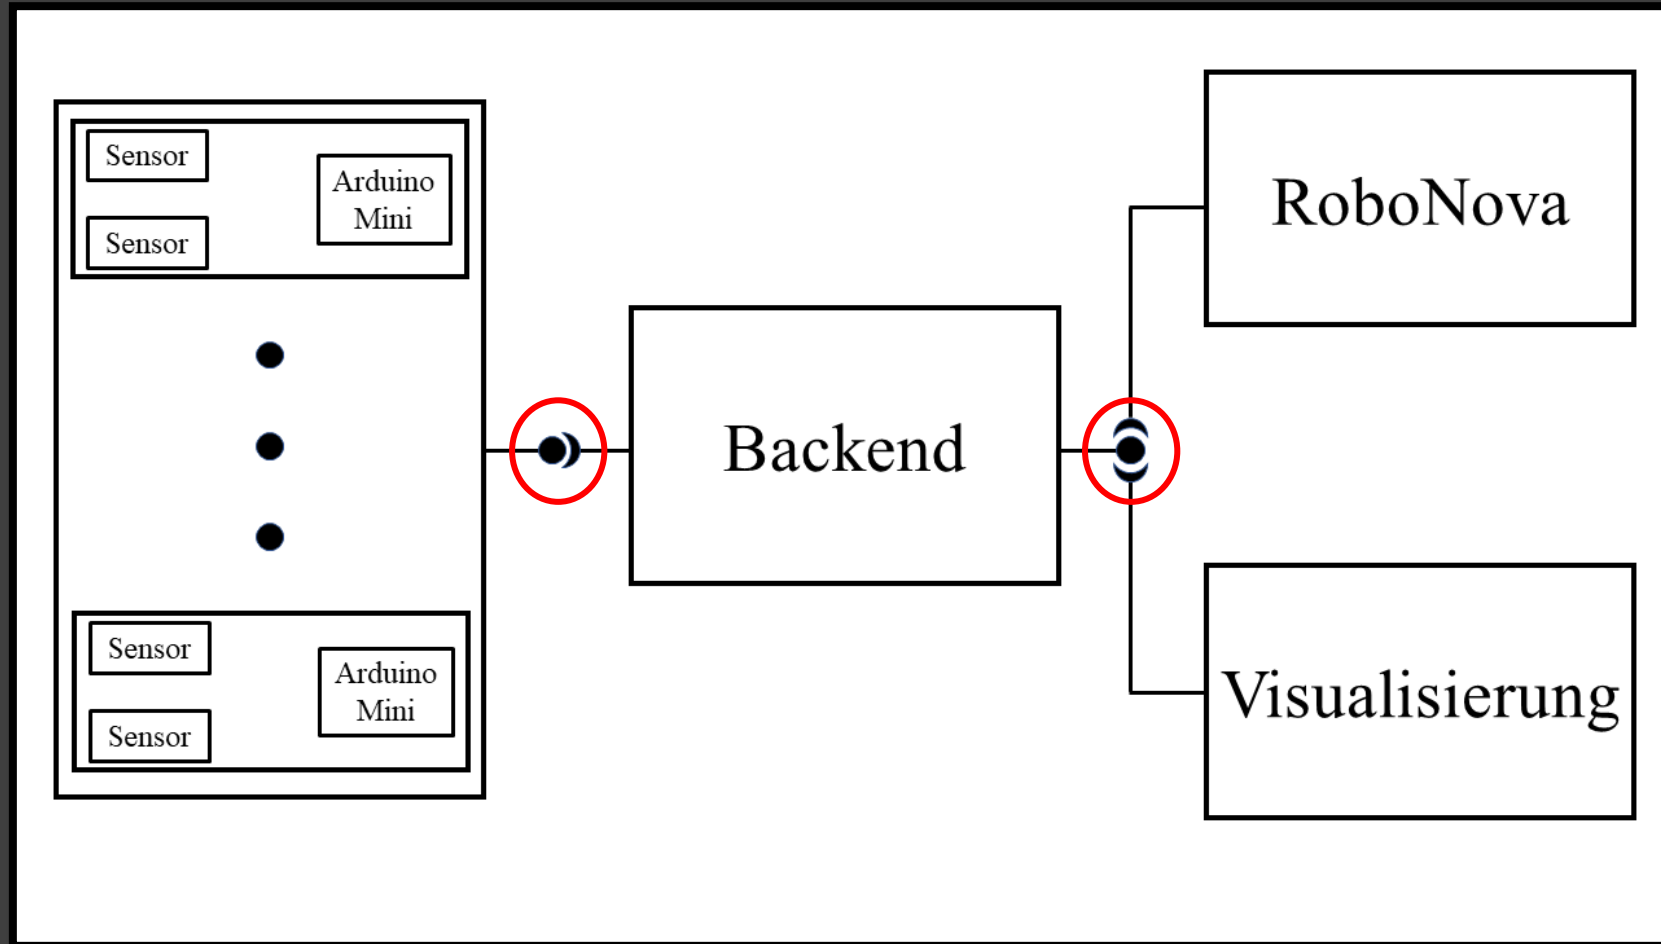 Sensor
Arduino
Mini
Sensor
Sensor
Arduino
Mini
Sensor
Backend
RoboNova
Visualisierung